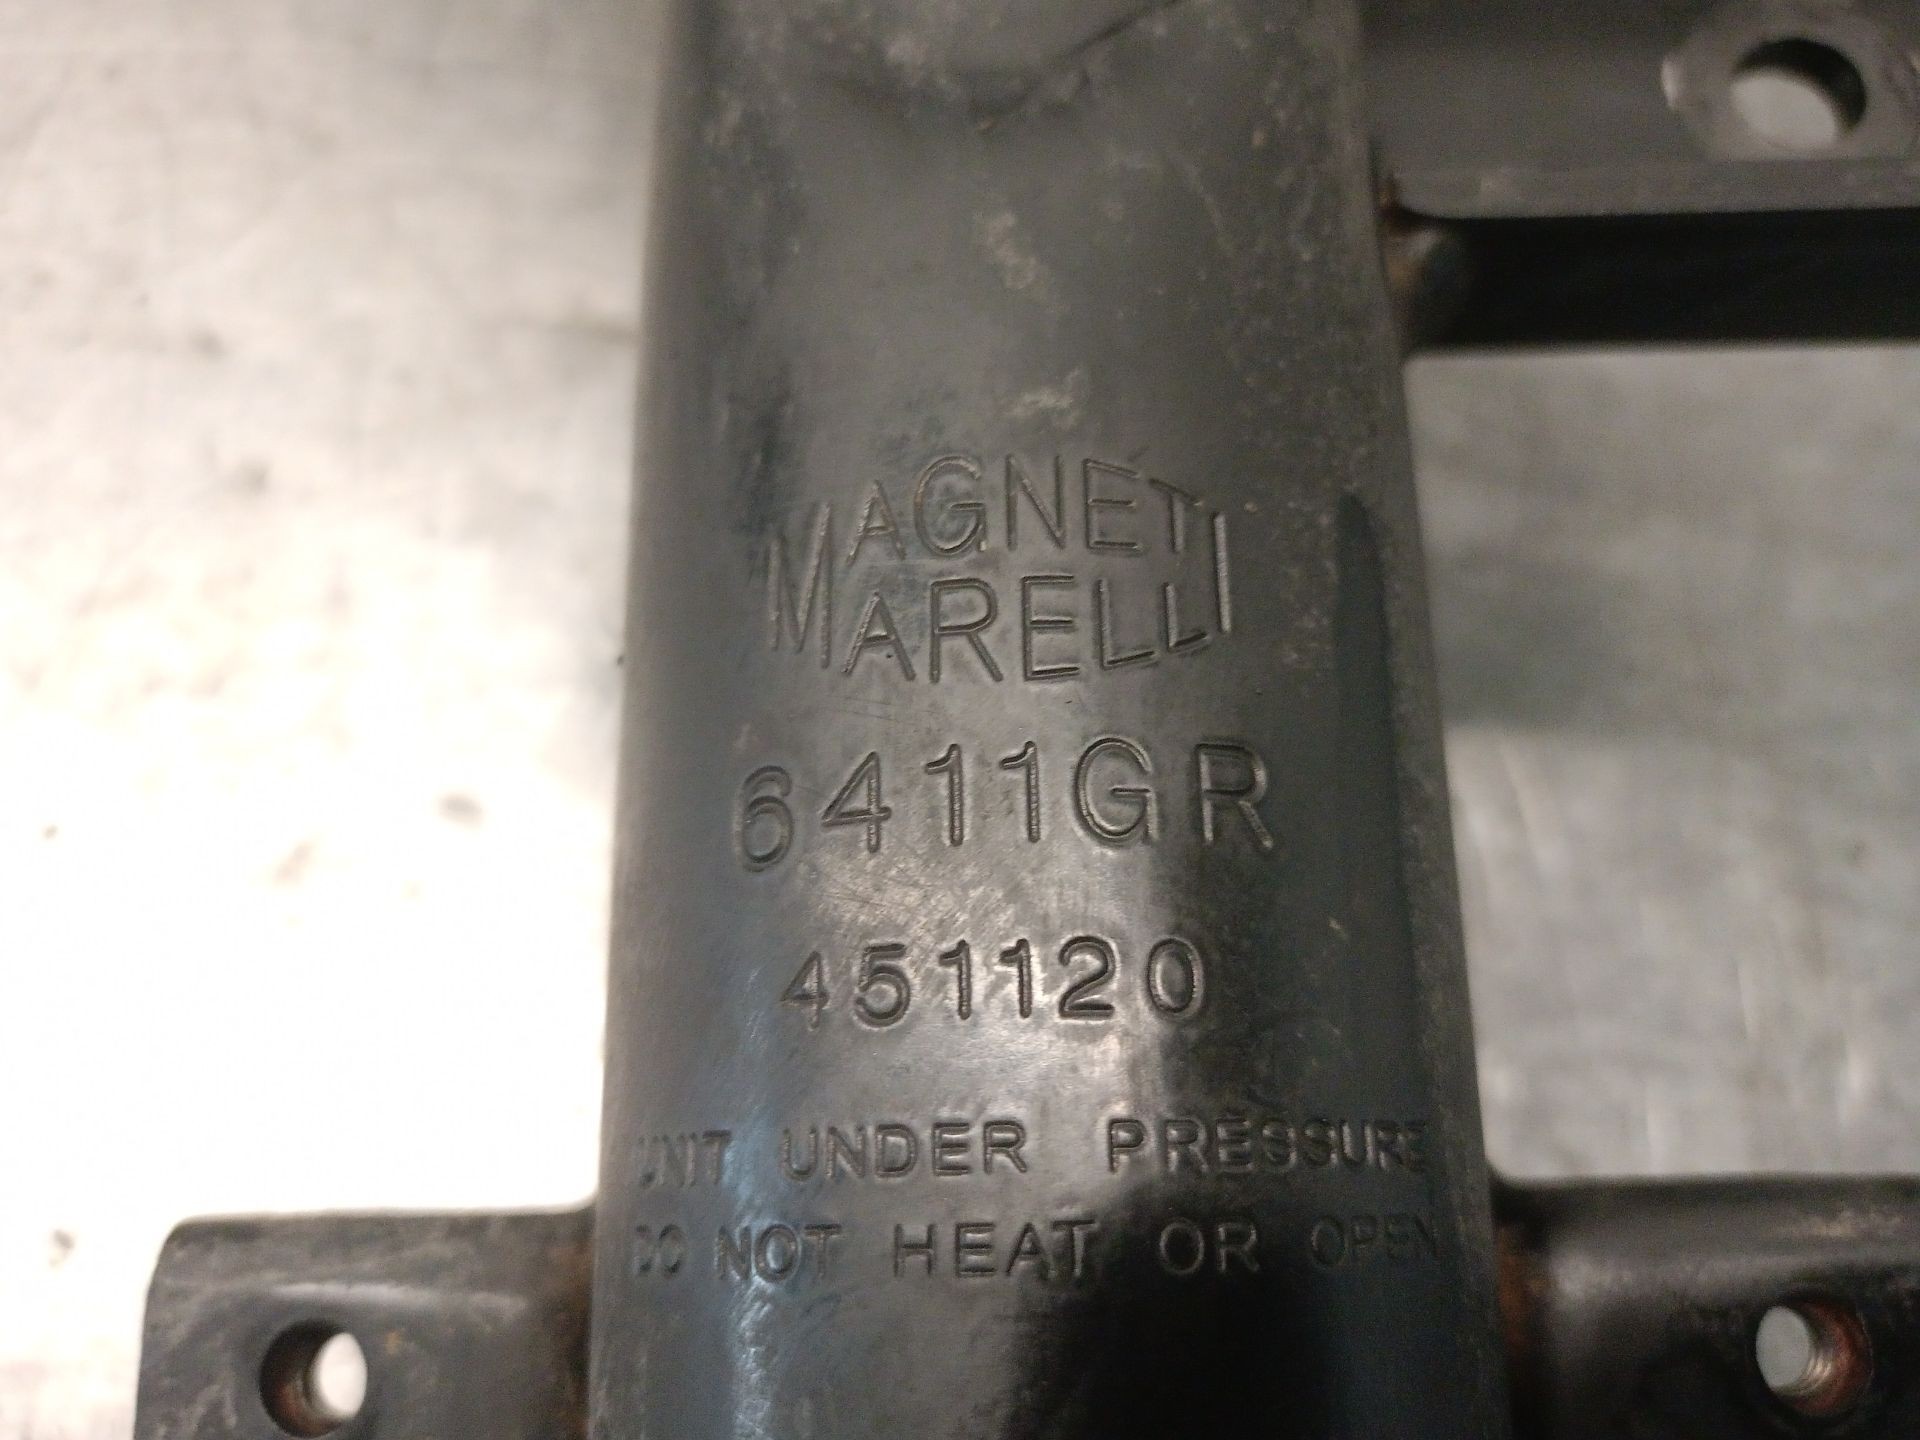 MAGNETI
MARELLI
6411GR
451120
UNIT UNDER PRESSURE
DO NOT HEAT OR OPEN